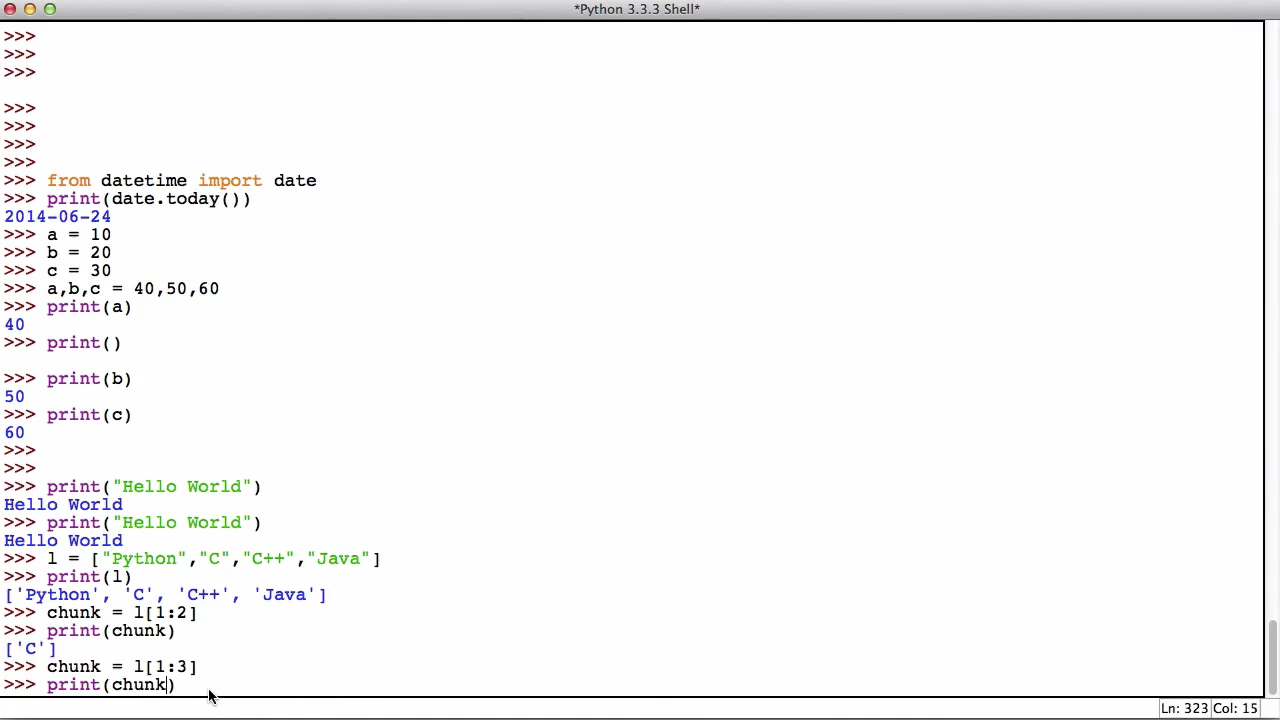 *Python 3.3.3 Shell*
>>>
>>>
>>>
>>>
>>>
>>>
>>>
>>> from datetime import date
>>> print(date.today())
2014-06-24
>>> a = 10
>>> b = 20
>>> c = 30
>>> a,b,c = 40,50,60
>>> print(a)
40
>>> print()
>>> print(b)
50
>>> print(c)
60
>>>
>>>
>>> print("Hello World")
Hello World
>>> print("Hello World")
Hello World
>>> l = ["Python","C","C++","Java"]
>>> print(l)
['Python', 'C', 'C++', 'Java']
>>> chunk = l[1:2]
>>> print(chunk)
['C']
>>> chunk = l[1:3]
>>> print(chunk)
Ln: 323 Col: 15